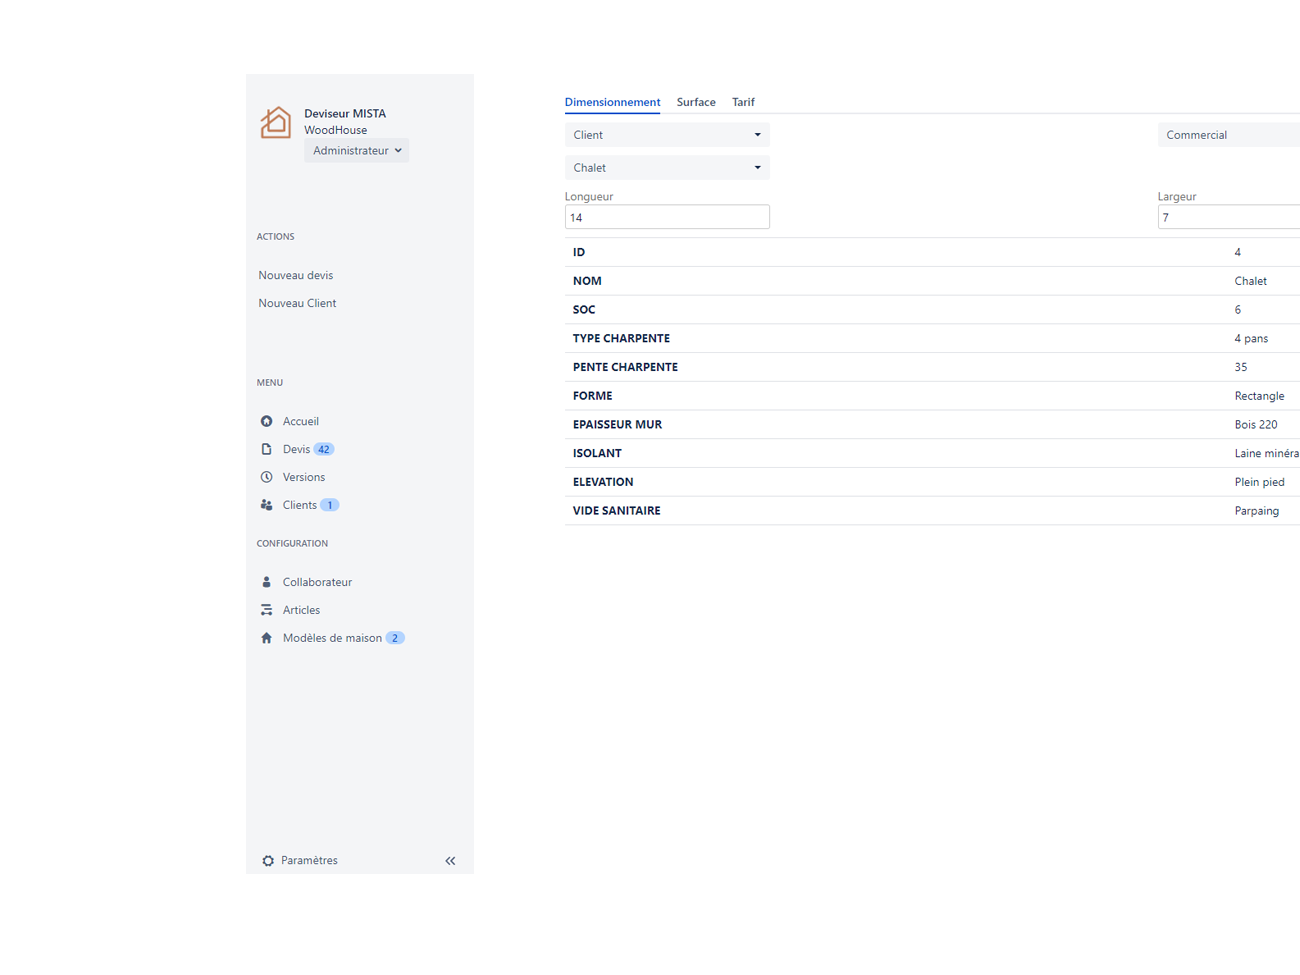 Deviseur MISTA
WoodHouse
Administrateur
ACTIONS
Nouveau devis
Nouveau Client
MENU
Accueil
Devis 42
Versions
Clients 1
CONFIGURATION
Collaborateur
Articles
Modèles de maison 2
Paramètres
Dimensionnement Surface Tarif
Client Commercial
Chalet
Longueur Largeur
14 7
ID 4
NOM Chalet
SOC 6
TYPE CHARPENTE 4 pans
PENTE CHARPENTE 35
FORME Rectangle
EPAISSEUR MUR Bois 220
ISOLANT Laine minéra
ELEVATION Plein pied
VIDE SANITAIRE Parpaing